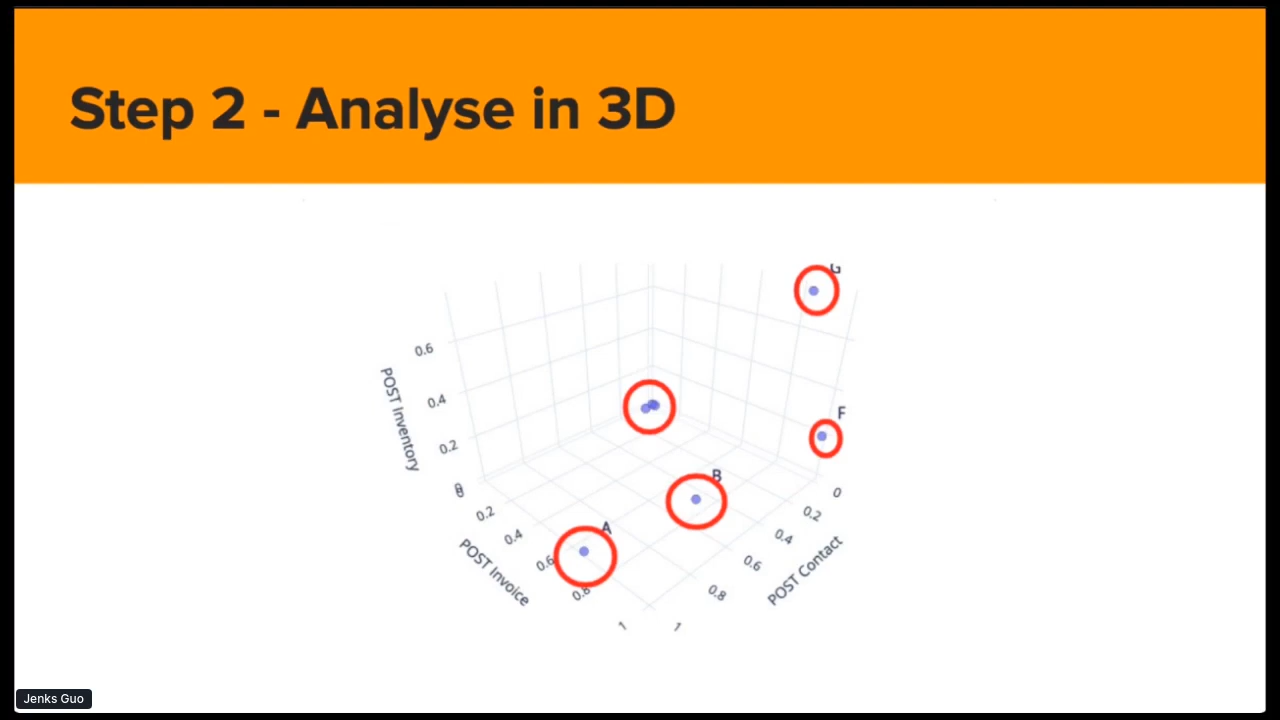 Step 2 - Analyse in 3D
G
0.6
0.4
0.2
POST Inventory
F
B
A
0
0.2
0.4
0.6
0.8
1
POST Invoice
0
0.2
0.4
0.6
0.8
1
POST Contact
Jenks Guo